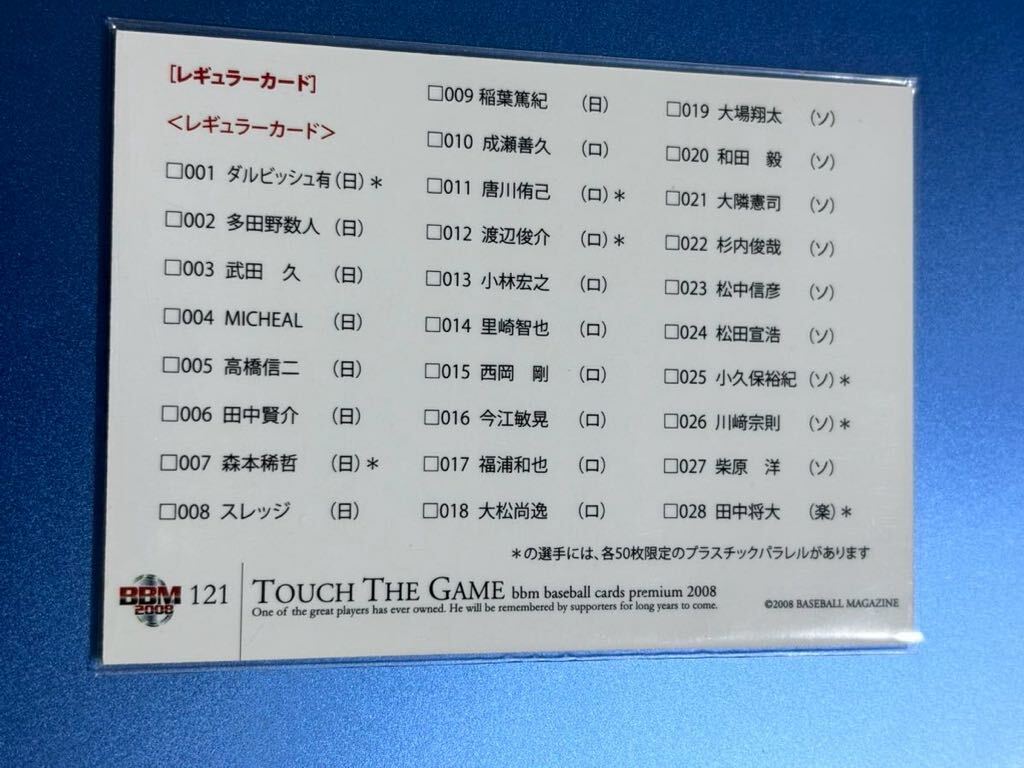 [レギュラーカード]
<レギュラーカード>
□001 ダルビッシュ有(日)＊
□002 多田野数人 (日)
□003 武田　久 (日)
□004 MICHEAL (日)
□005 高橋信二 (日)
□006 田中賢介 (日)
□007 森本稀哲 (日)＊
□008 スレッジ (日)
□009 稲葉篤紀 (日)
□010 成瀬善久 (ロ)
□011 唐川侑己 (ロ)＊
□012 渡辺俊介 (ロ)＊
□013 小林宏之 (ロ)
□014 里崎智也 (ロ)
□015 西岡　剛 (ロ)
□016 今江敏晃 (ロ)
□017 福浦和也 (ロ)
□018 大松尚逸 (ロ)
□019 大場翔太 (ソ)
□020 和田　毅 (ソ)
□021 大隣憲司 (ソ)
□022 杉内俊哉 (ソ)
□023 松中信彦 (ソ)
□024 松田宣浩 (ソ)
□025 小久保裕紀 (ソ)＊
□026 川﨑宗則 (ソ)＊
□027 柴原　洋 (ソ)
□028 田中将大 (楽)＊
＊の選手には、各50枚限定のプラスチックパラレルがあります
BBM
2008
121
TOUCH THE GAME bbm baseball cards premium 2008
One of the great players has ever owned. He will be remembered by supporters for long years to come.
©2008 BASEBALL MAGAZINE